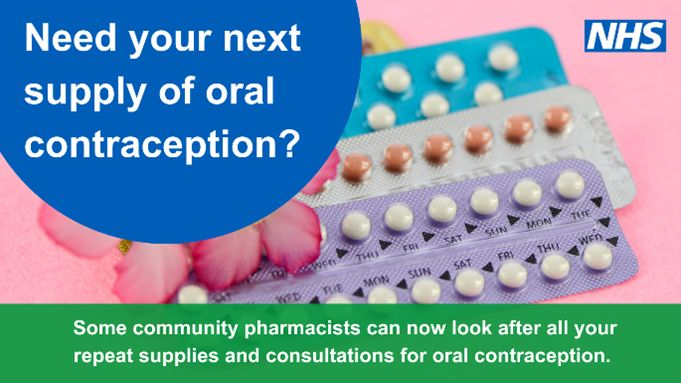 Need your next
supply of oral
contraception?
NHS
TUE
MON
SUN
SAT
FRI
THU
WED
WED
THU
FRI
SAT
SUN
MON
TUE
WED
SAT
Some community pharmacists can now look after all your
repeat supplies and consultations for oral contraception.